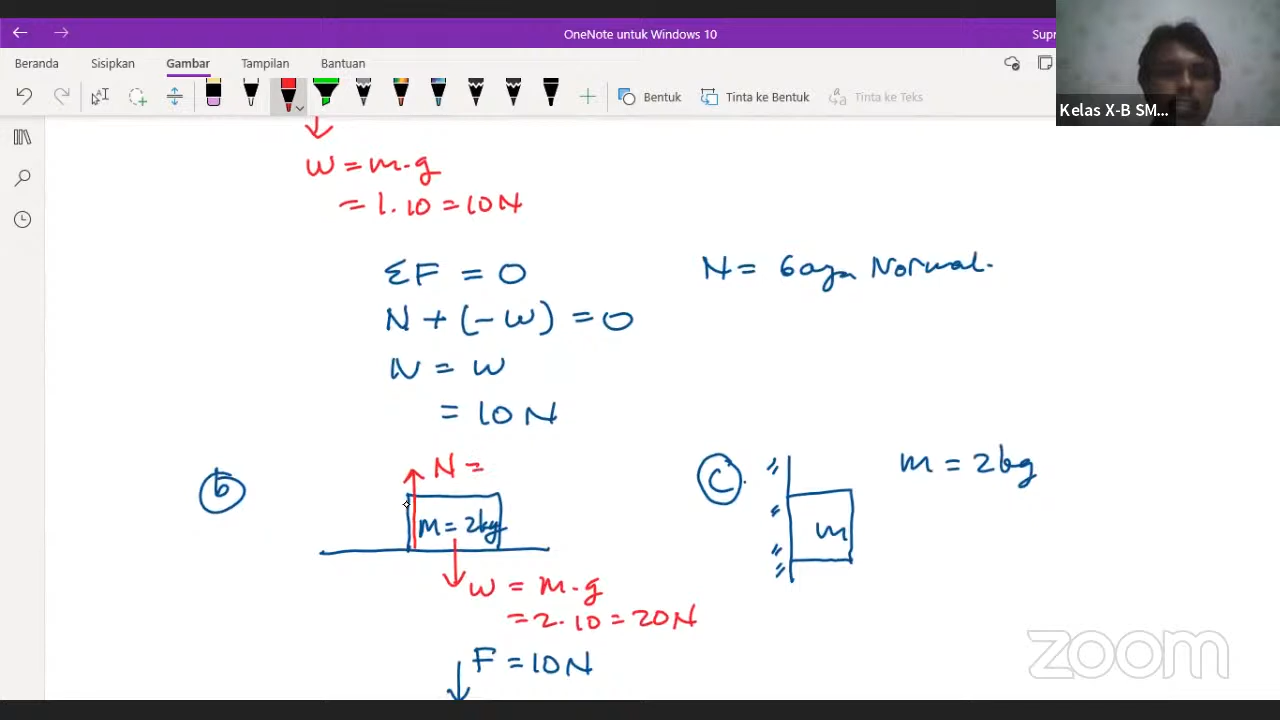 OneNote untuk Windows 10
Supr
Beranda Sisipkan Gambar Tampilan Bantuan
Bentuk Tinta ke Bentuk Tinta ke Teks
Kelas X-B SM...
W = m.g
= 1.10 = 10N
ΣF = 0
N + (-W) = 0
N = W
= 10 N
N = Gaya Normal.
b
N =
m = 2kg
W = m.g
= 2.10 = 20N
F = 10N
C
m = 2kg
m
zoom